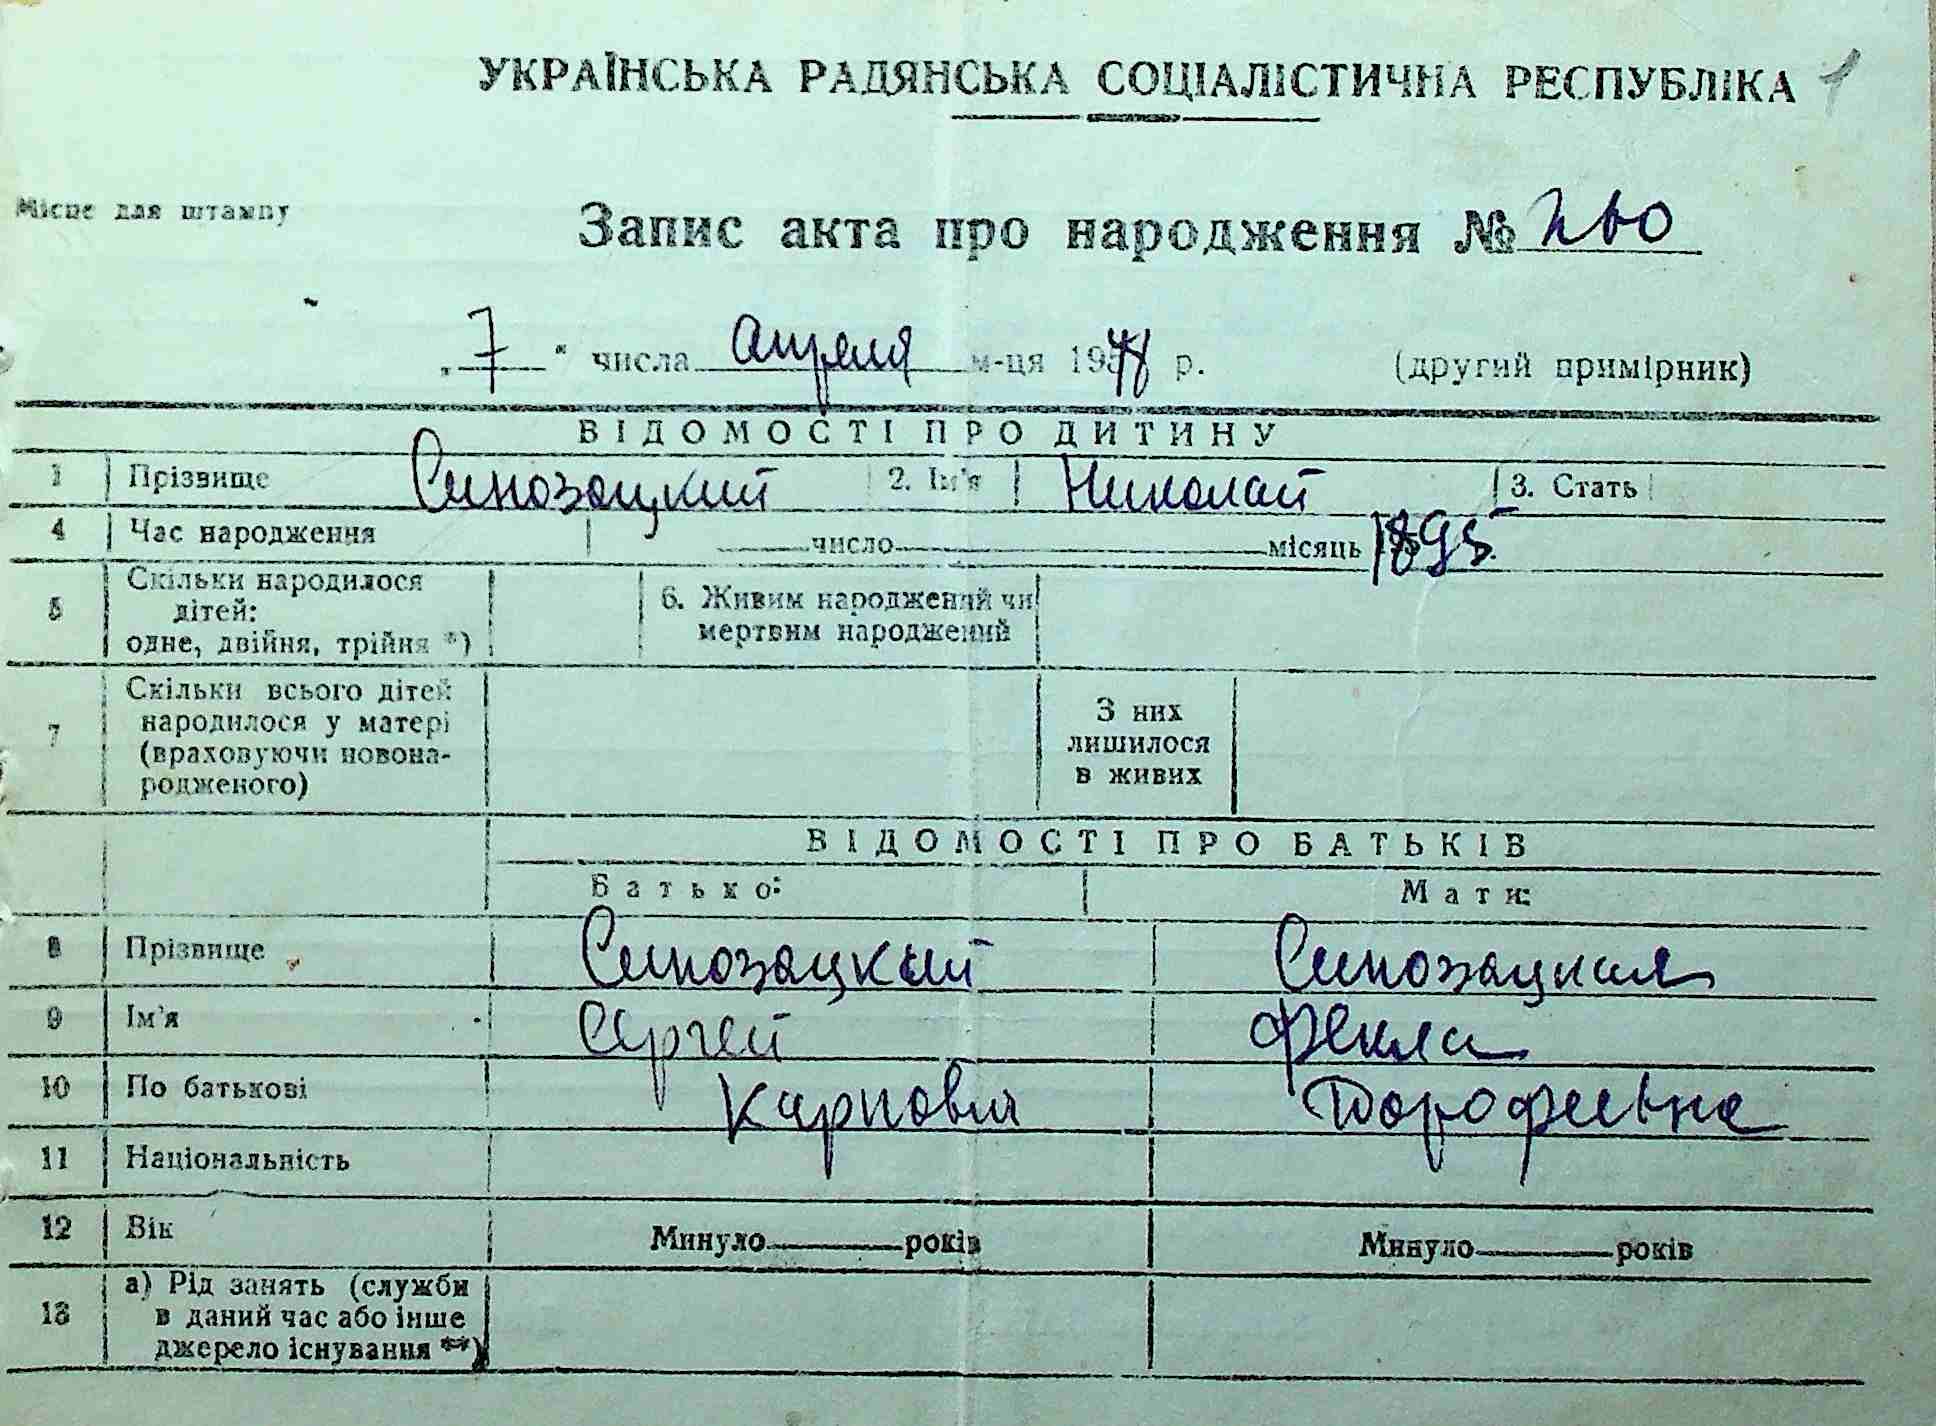 УКРАЇНСЬКА РАДЯНСЬКА СОЦІАЛІСТИЧНА РЕСПУБЛІКА 1
Місце для штампу
Запис акта про народження №
„ 7 " числа апреля м-ця 1948 р. (другий примірник)
ВІДОМОСТІ ПРО ДИТИНУ
1 Прізвище Синозацкий 2. Ім'я Николай 3. Стать
4 Час народження число місяць 1895
5 Скільки народилося дітей: одне, двійня, трійня *) 6. Живим народжений чи мертвим народжений
7 Скільки всього дітей народилося у матері (враховуючи новонародженого) З них лишилося в живих
ВІДОМОСТІ ПРО БАТЬКІВ
Батько: Мати:
8 Прізвище Синозацкий Синозацкая
9 Ім'я Сергей Фекла
10 По батькові Карпович Дорофеевна
11 Національність
12 Вік Минуло років Минуло років
13 а) Рід занять (служби в даний час або інше джерело існування **)